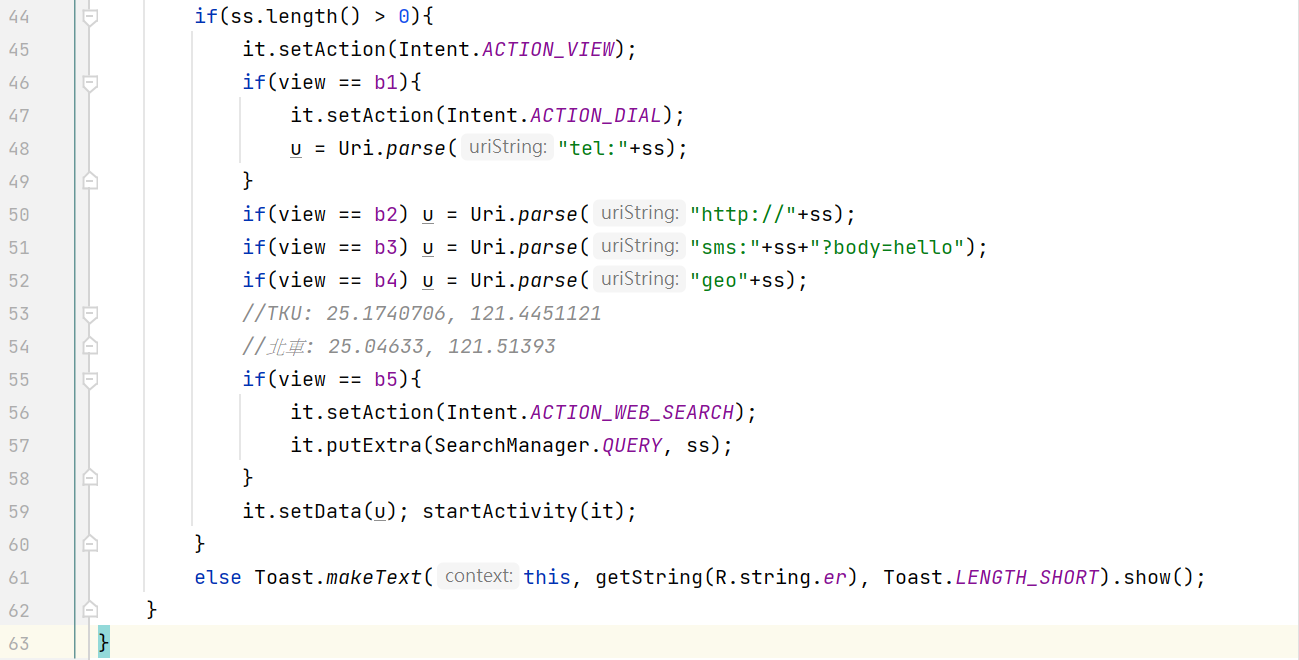 44 if(ss.length() > 0){
45 it.setAction(Intent.ACTION_VIEW);
46 if(view == b1){
47 it.setAction(Intent.ACTION_DIAL);
48 u = Uri.parse( uriString: "tel:"+ss);
49 }
50 if(view == b2) u = Uri.parse( uriString: "http://"+ss);
51 if(view == b3) u = Uri.parse( uriString: "sms:"+ss+"?body=hello");
52 if(view == b4) u = Uri.parse( uriString: "geo"+ss);
53 //TKU: 25.1740706, 121.4451121
54 //北車: 25.04633, 121.51393
55 if(view == b5){
56 it.setAction(Intent.ACTION_WEB_SEARCH);
57 it.putExtra(SearchManager.QUERY, ss);
58 }
59 it.setData(u); startActivity(it);
60 }
61 else Toast.makeText( context: this, getString(R.string.er), Toast.LENGTH_SHORT).show();
62 }
63 }